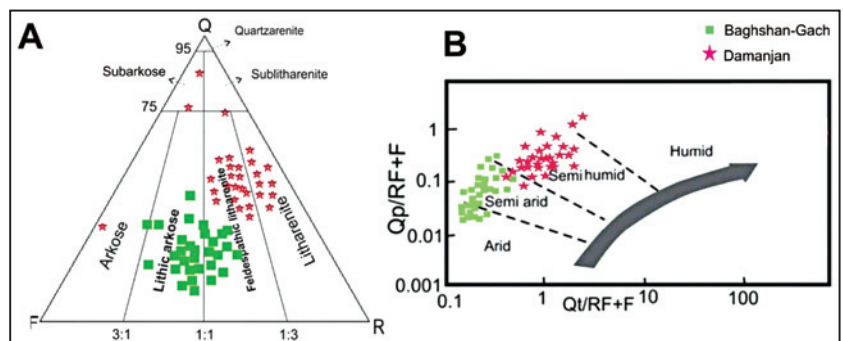 A
Q
Quartzarenite
95
Subarkose
Sublitharenite
75
Arkose
Lithic arkose
Feldespathic litharenite
Litharenite
F
R
3:1
1:1
1:3
B
Baghshan-Gach
Damanjan
Qp/RF+F
1
0.1
0.01
0.001
Humid
Semi humid
Semi arid
Arid
0.1
1
10
100
Qt/RF+F